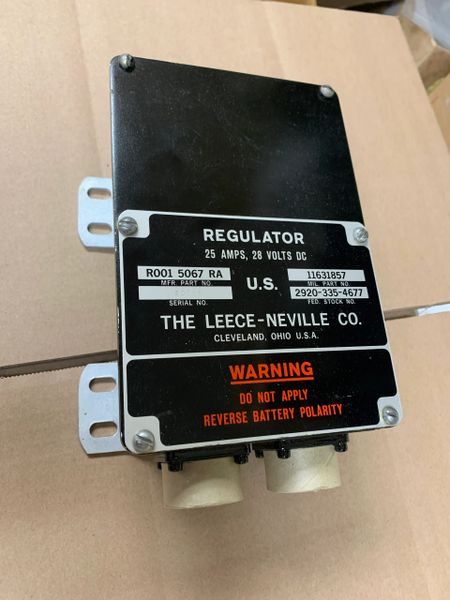 REGULATOR
25 AMPS, 28 VOLTS DC
R001 5067 RA
MFR. PART NO.
SERIAL NO.
U.S.
11631857
MIL. PART NO.
2920-335-4677
FED. STOCK NO.
THE LEECE-NEVILLE CO.
CLEVELAND, OHIO U.S.A.
WARNING
DO NOT APPLY
REVERSE BATTERY POLARITY